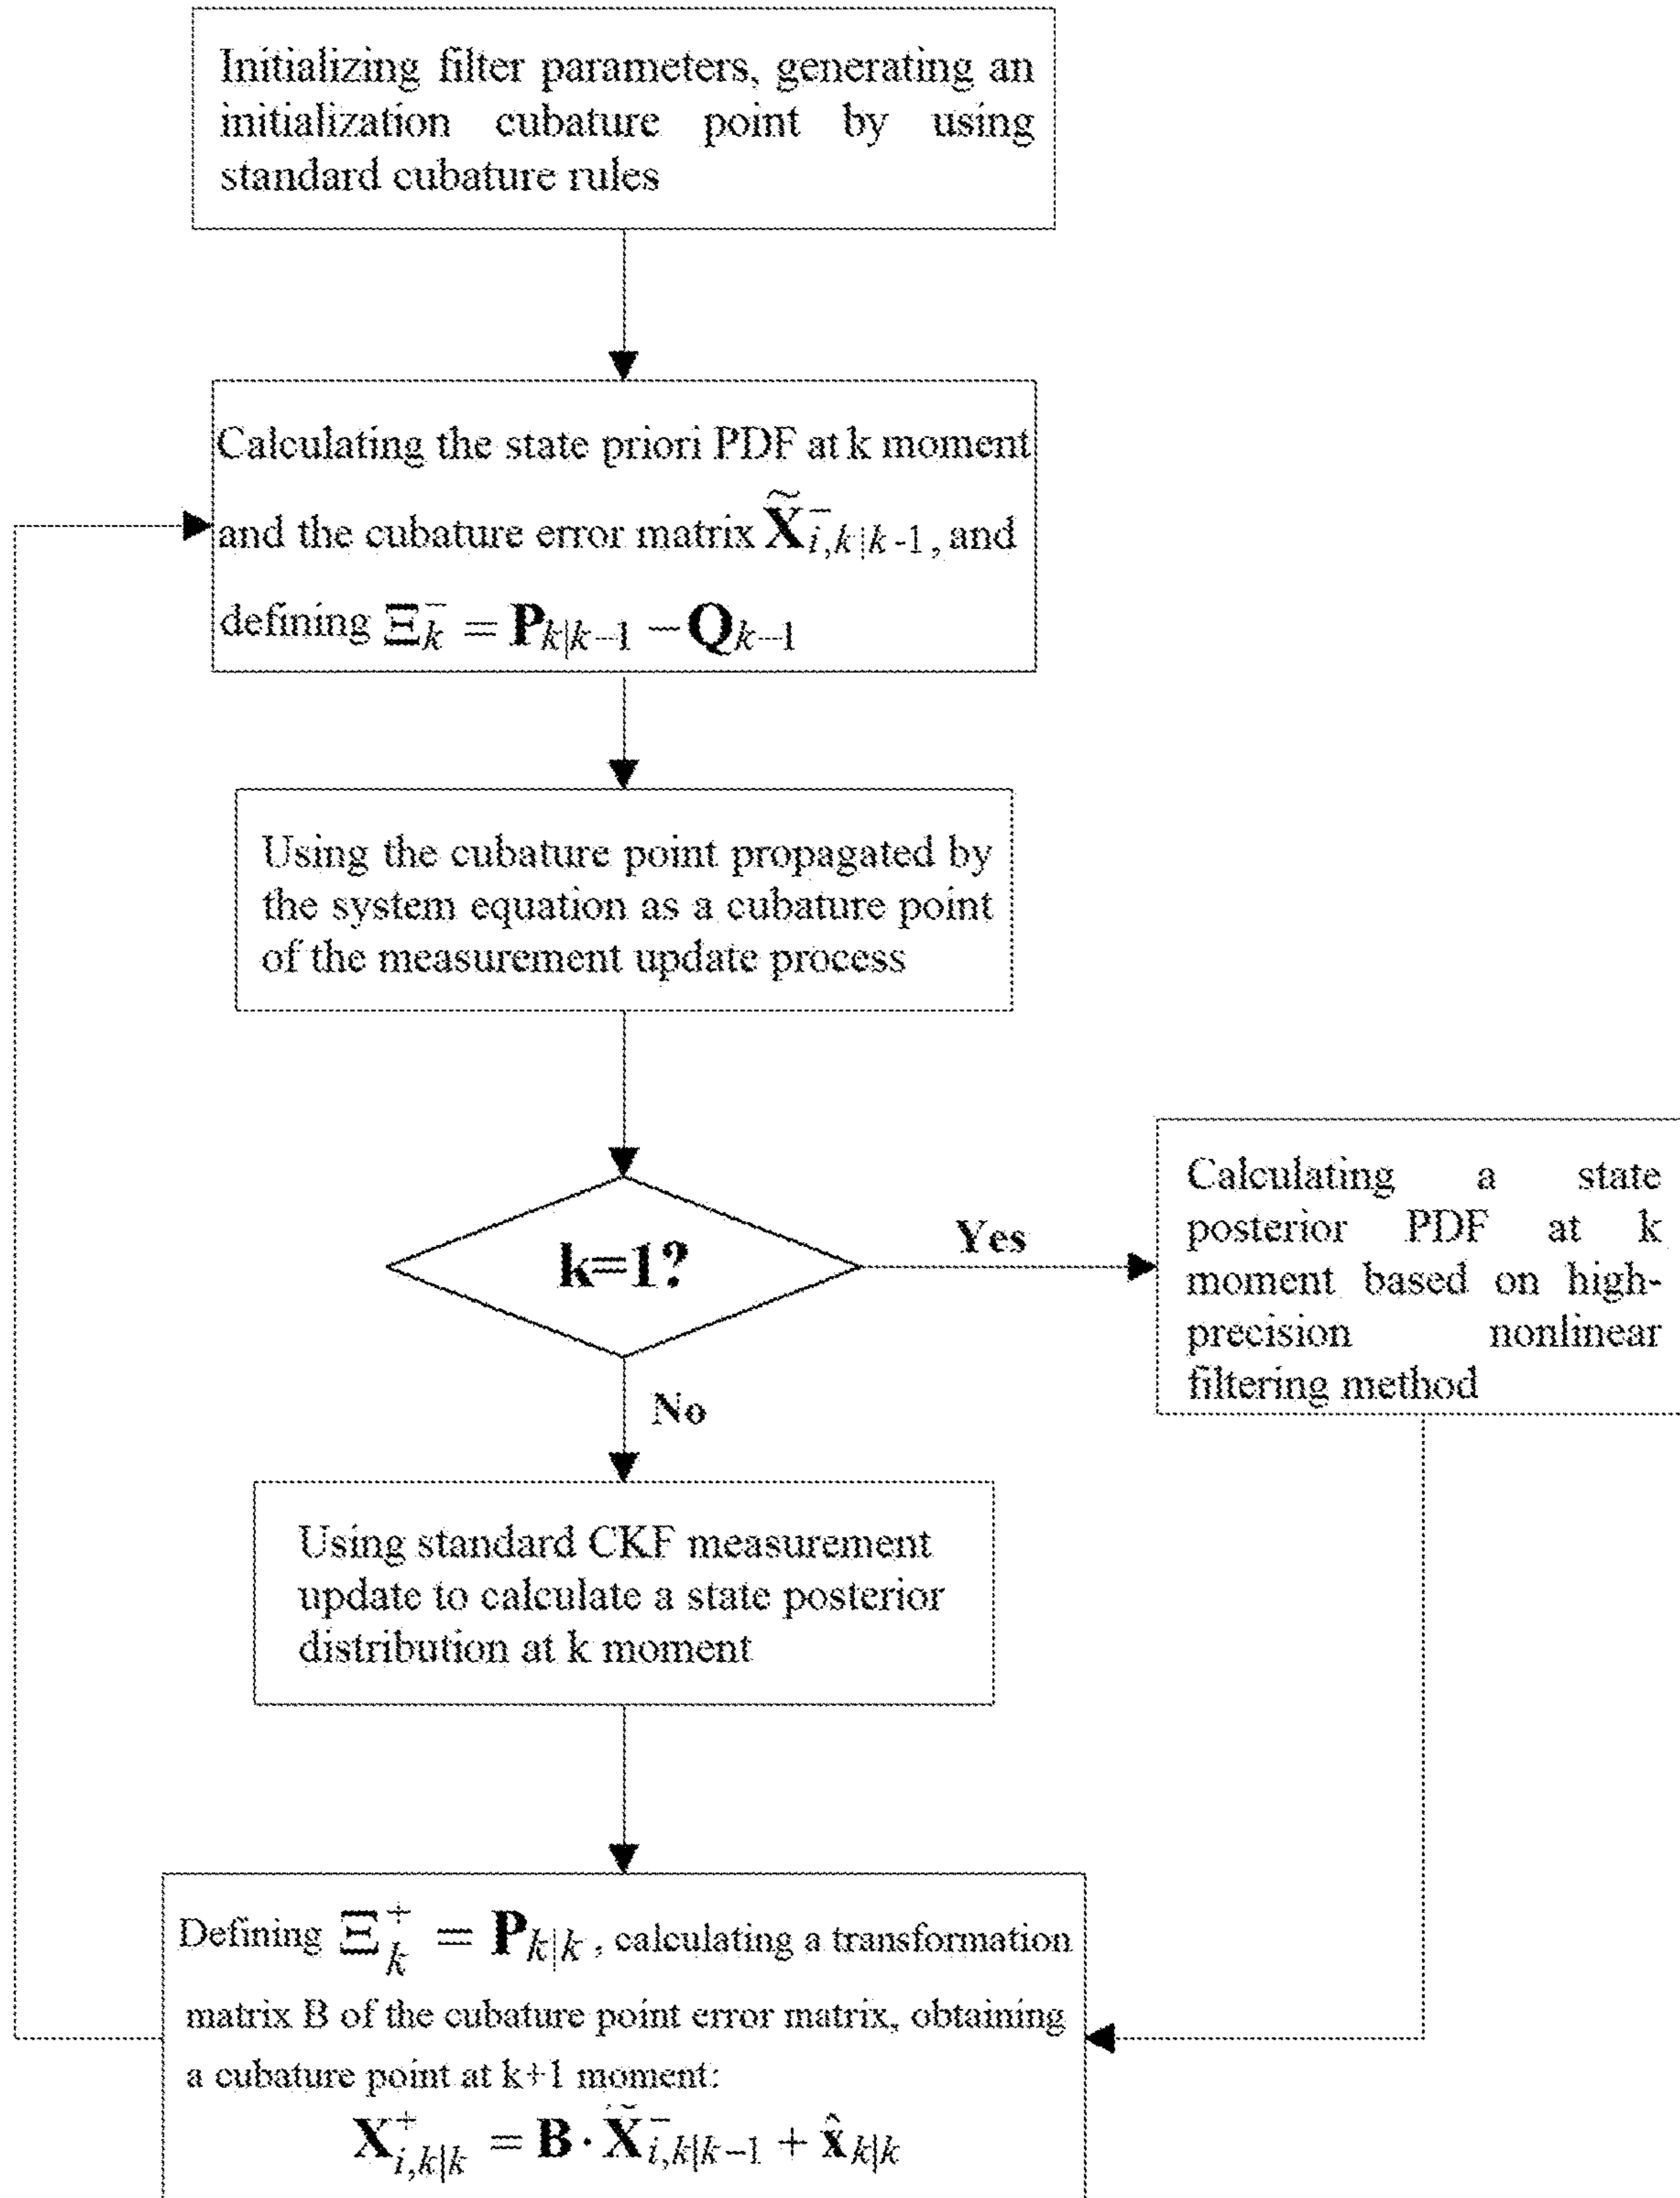 Initializing filter parameters, generating an
initialization cubature point by using
standard cubature rules
Calculating the state priori PDF at k moment
and the cubature error matrix X̃⁻ᵢ,ₖ|ₖ₋₁, and
defining Ξ⁻ₖ = Pₖ|ₖ₋₁ − Qₖ₋₁
Using the cubature point propagated by
the system equation as a cubature point
of the measurement update process
k=1?
Yes
Calculating a state
posterior PDF at k
moment based on high-
precision nonlinear
filtering method
No
Using standard CKF measurement
update to calculate a state posterior
distribution at k moment
Defining Ξ⁺ₖ = Pₖ|ₖ, calculating a transformation
matrix B of the cubature point error matrix, obtaining
a cubature point at k+1 moment:
X⁺ᵢ,ₖ|ₖ = B · X̃⁻ᵢ,ₖ|ₖ₋₁ + x̂ₖ|ₖ